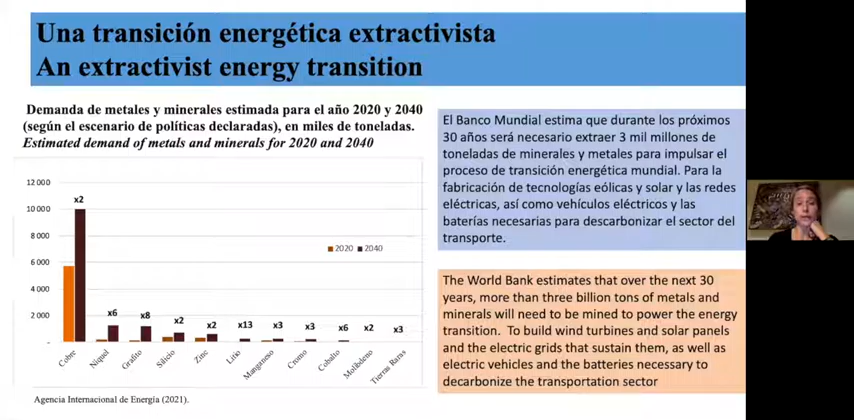 Una transición energética extractivista
An extractivist energy transition
Demanda de metales y minerales estimada para el año 2020 y 2040
(según el escenario de políticas declaradas), en miles de toneladas.
Estimated demand of metals and minerals for 2020 and 2040
12 000
10 000
8 000
6 000
4 000
2 000
-
x2
x6
x8
x2
x2
x13
x3
x3
x6
x2
x3
2020 2040
Cobre
Níquel
Grafito
Silicio
Zinc
Litio
Manganeso
Cromo
Cobalto
Molibdeno
Tierras Raras
Agencia Internacional de Energía (2021).
El Banco Mundial estima que durante los próximos
30 años será necesario extraer 3 mil millones de
toneladas de minerales y metales para impulsar el
proceso de transición energética mundial. Para la
fabricación de tecnologías eólicas y solar y las redes
eléctricas, así como vehículos eléctricos y las
baterías necesarias para descarbonizar el sector del
transporte.
The World Bank estimates that over the next 30
years, more than three billion tons of metals and
minerals will need to be mined to power the energy
transition. To build wind turbines and solar panels
and the electric grids that sustain them, as well as
electric vehicles and the batteries necessary to
decarbonize the transportation sector